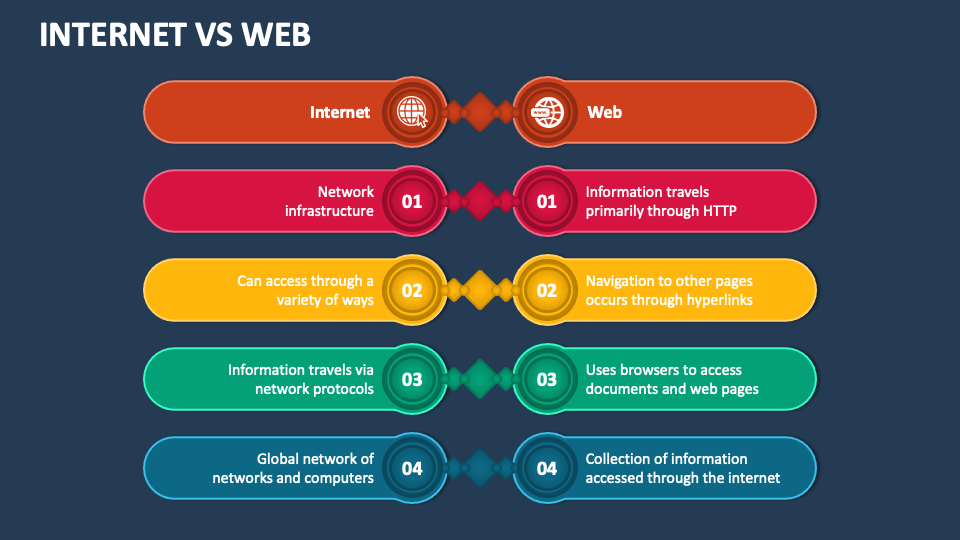 INTERNET VS WEB
Internet
WWW
Web
Network
infrastructure
01
01
Information travels
primarily through HTTP
Can access through a
variety of ways
02
02
Navigation to other pages
occurs through hyperlinks
Information travels via
network protocols
03
03
Uses browsers to access
documents and web pages
Global network of
networks and computers
04
04
Collection of information
accessed through the internet